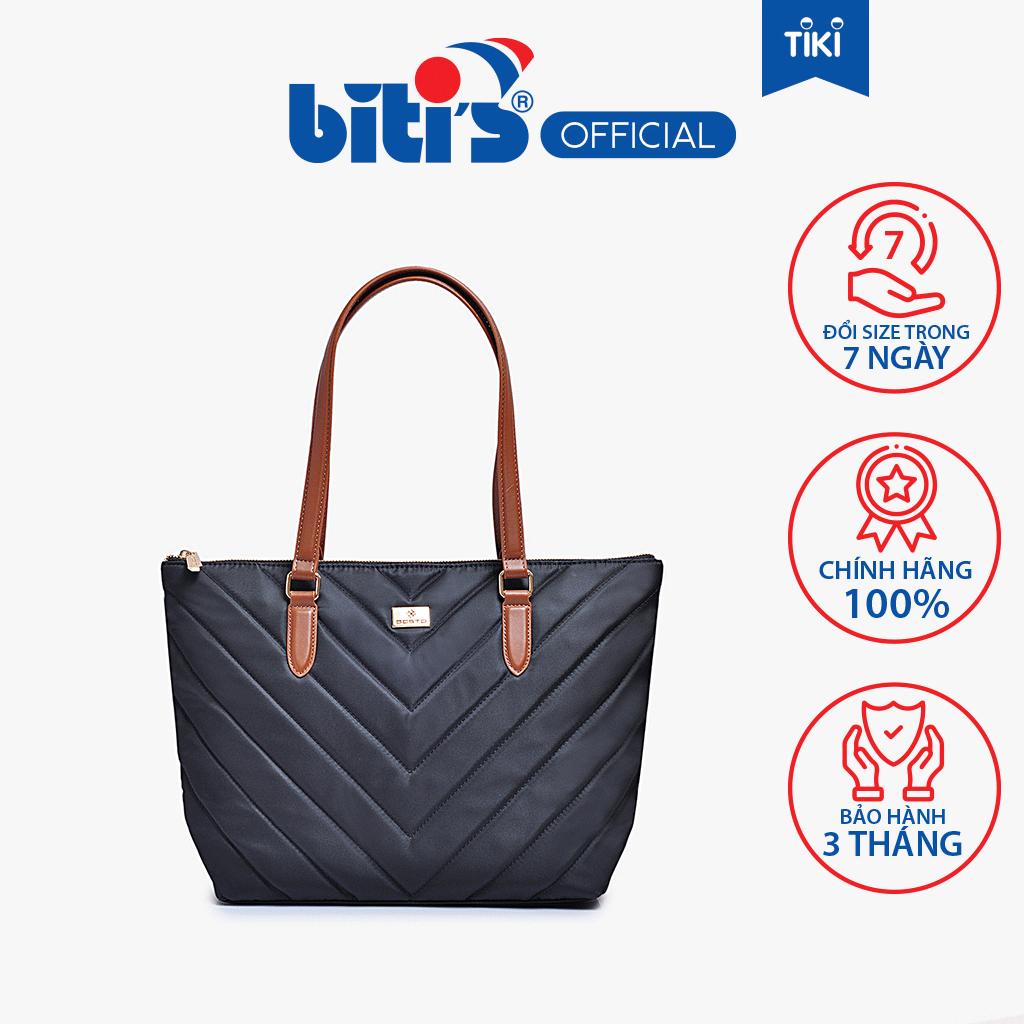 TiKi
biti's®
OFFICIAL
7
ĐỔI SIZE TRONG
7 NGÀY
CHÍNH HÃNG
100%
BẢO HÀNH
3 THÁNG